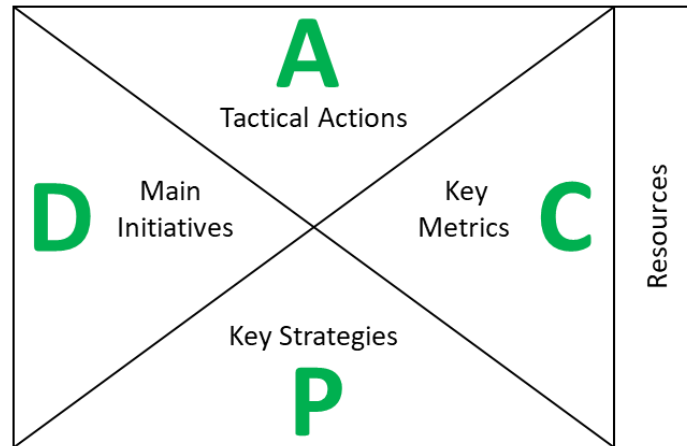 A
Tactical Actions
D
Main
Initiatives
Key
Metrics
C
Resources
Key Strategies
P